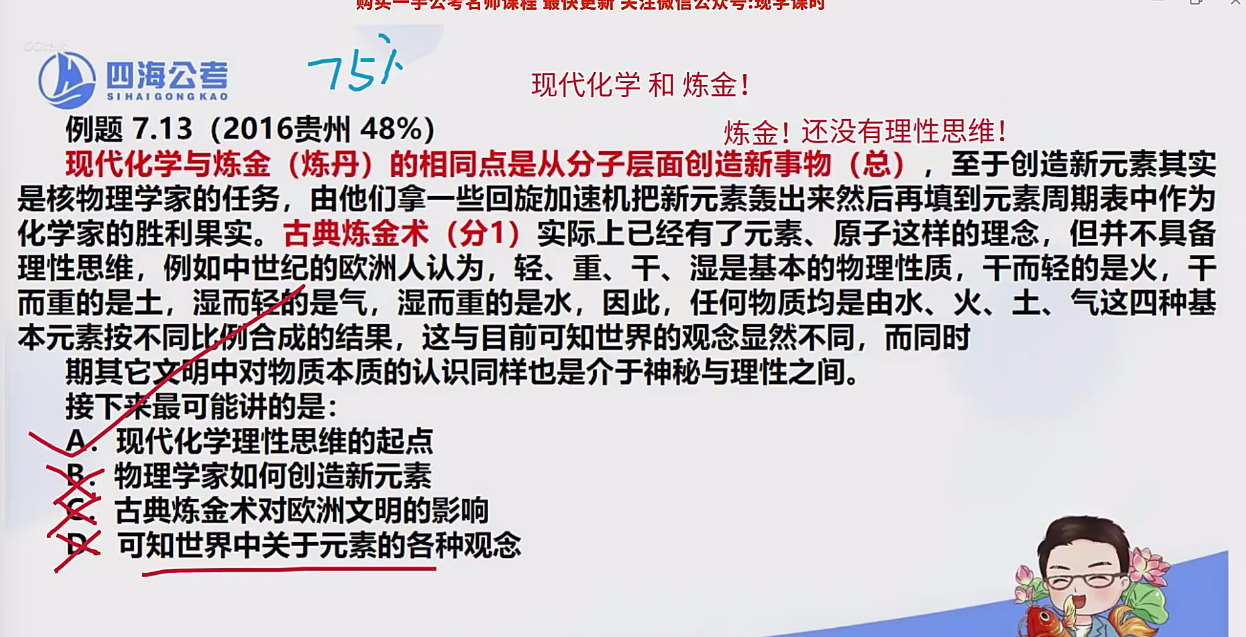 购买一手公考名师课程 最快更新 关注微信公众号:现学课时
四海公考
SIHAIGONGKAO
75%
现代化学 和 炼金！
炼金！还没有理性思维！
例题 7.13（2016贵州 48%）
现代化学与炼金（炼丹）的相同点是从分子层面创造新事物（总），至于创造新元素其实
是核物理学家的任务，由他们拿一些回旋加速机把新元素轰出来然后再填到元素周期表中作为
化学家的胜利果实。古典炼金术（分1）实际上已经有了元素、原子这样的理念，但并不具备
理性思维，例如中世纪的欧洲人认为，轻、重、干、湿是基本的物理性质，干而轻的是火，干
而重的是土，湿而轻的是气，湿而重的是水，因此，任何物质均是由水、火、土、气这四种基
本元素按不同比例合成的结果，这与目前可知世界的观念显然不同，而同时
期其它文明中对物质本质的认识同样也是介于神秘与理性之间。
接下来最可能讲的是：
A. 现代化学理性思维的起点
B. 物理学家如何创造新元素
C. 古典炼金术对欧洲文明的影响
D. 可知世界中关于元素的各种观念